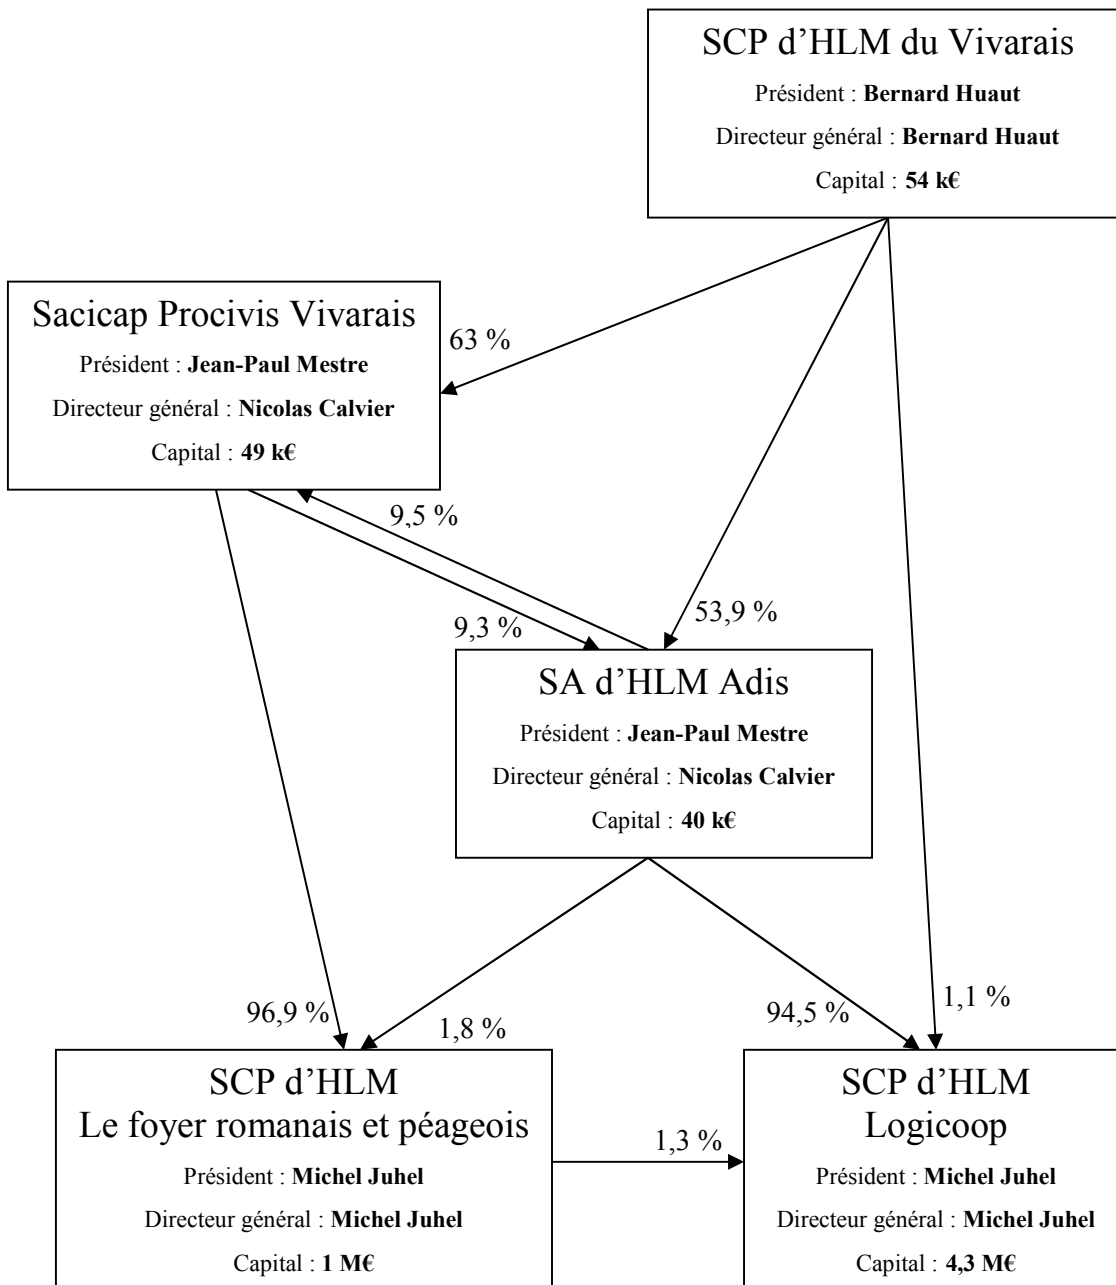 SCP d’HLM du Vivarais
Président : Bernard Huaut
Directeur général : Bernard Huaut
Capital : 54 k€
Sacicap Procivis Vivarais
Président : Jean-Paul Mestre
Directeur général : Nicolas Calvier
Capital : 49 k€
63 %
9,5 %
9,3 %
53,9 %
SA d’HLM Adis
Président : Jean-Paul Mestre
Directeur général : Nicolas Calvier
Capital : 40 k€
96,9 %
1,8 %
94,5 %
1,1 %
SCP d’HLM
Le foyer romanais et péageois
Président : Michel Juhel
Directeur général : Michel Juhel
Capital : 1 M€
1,3 %
SCP d’HLM
Logicoop
Président : Michel Juhel
Directeur général : Michel Juhel
Capital : 4,3 M€